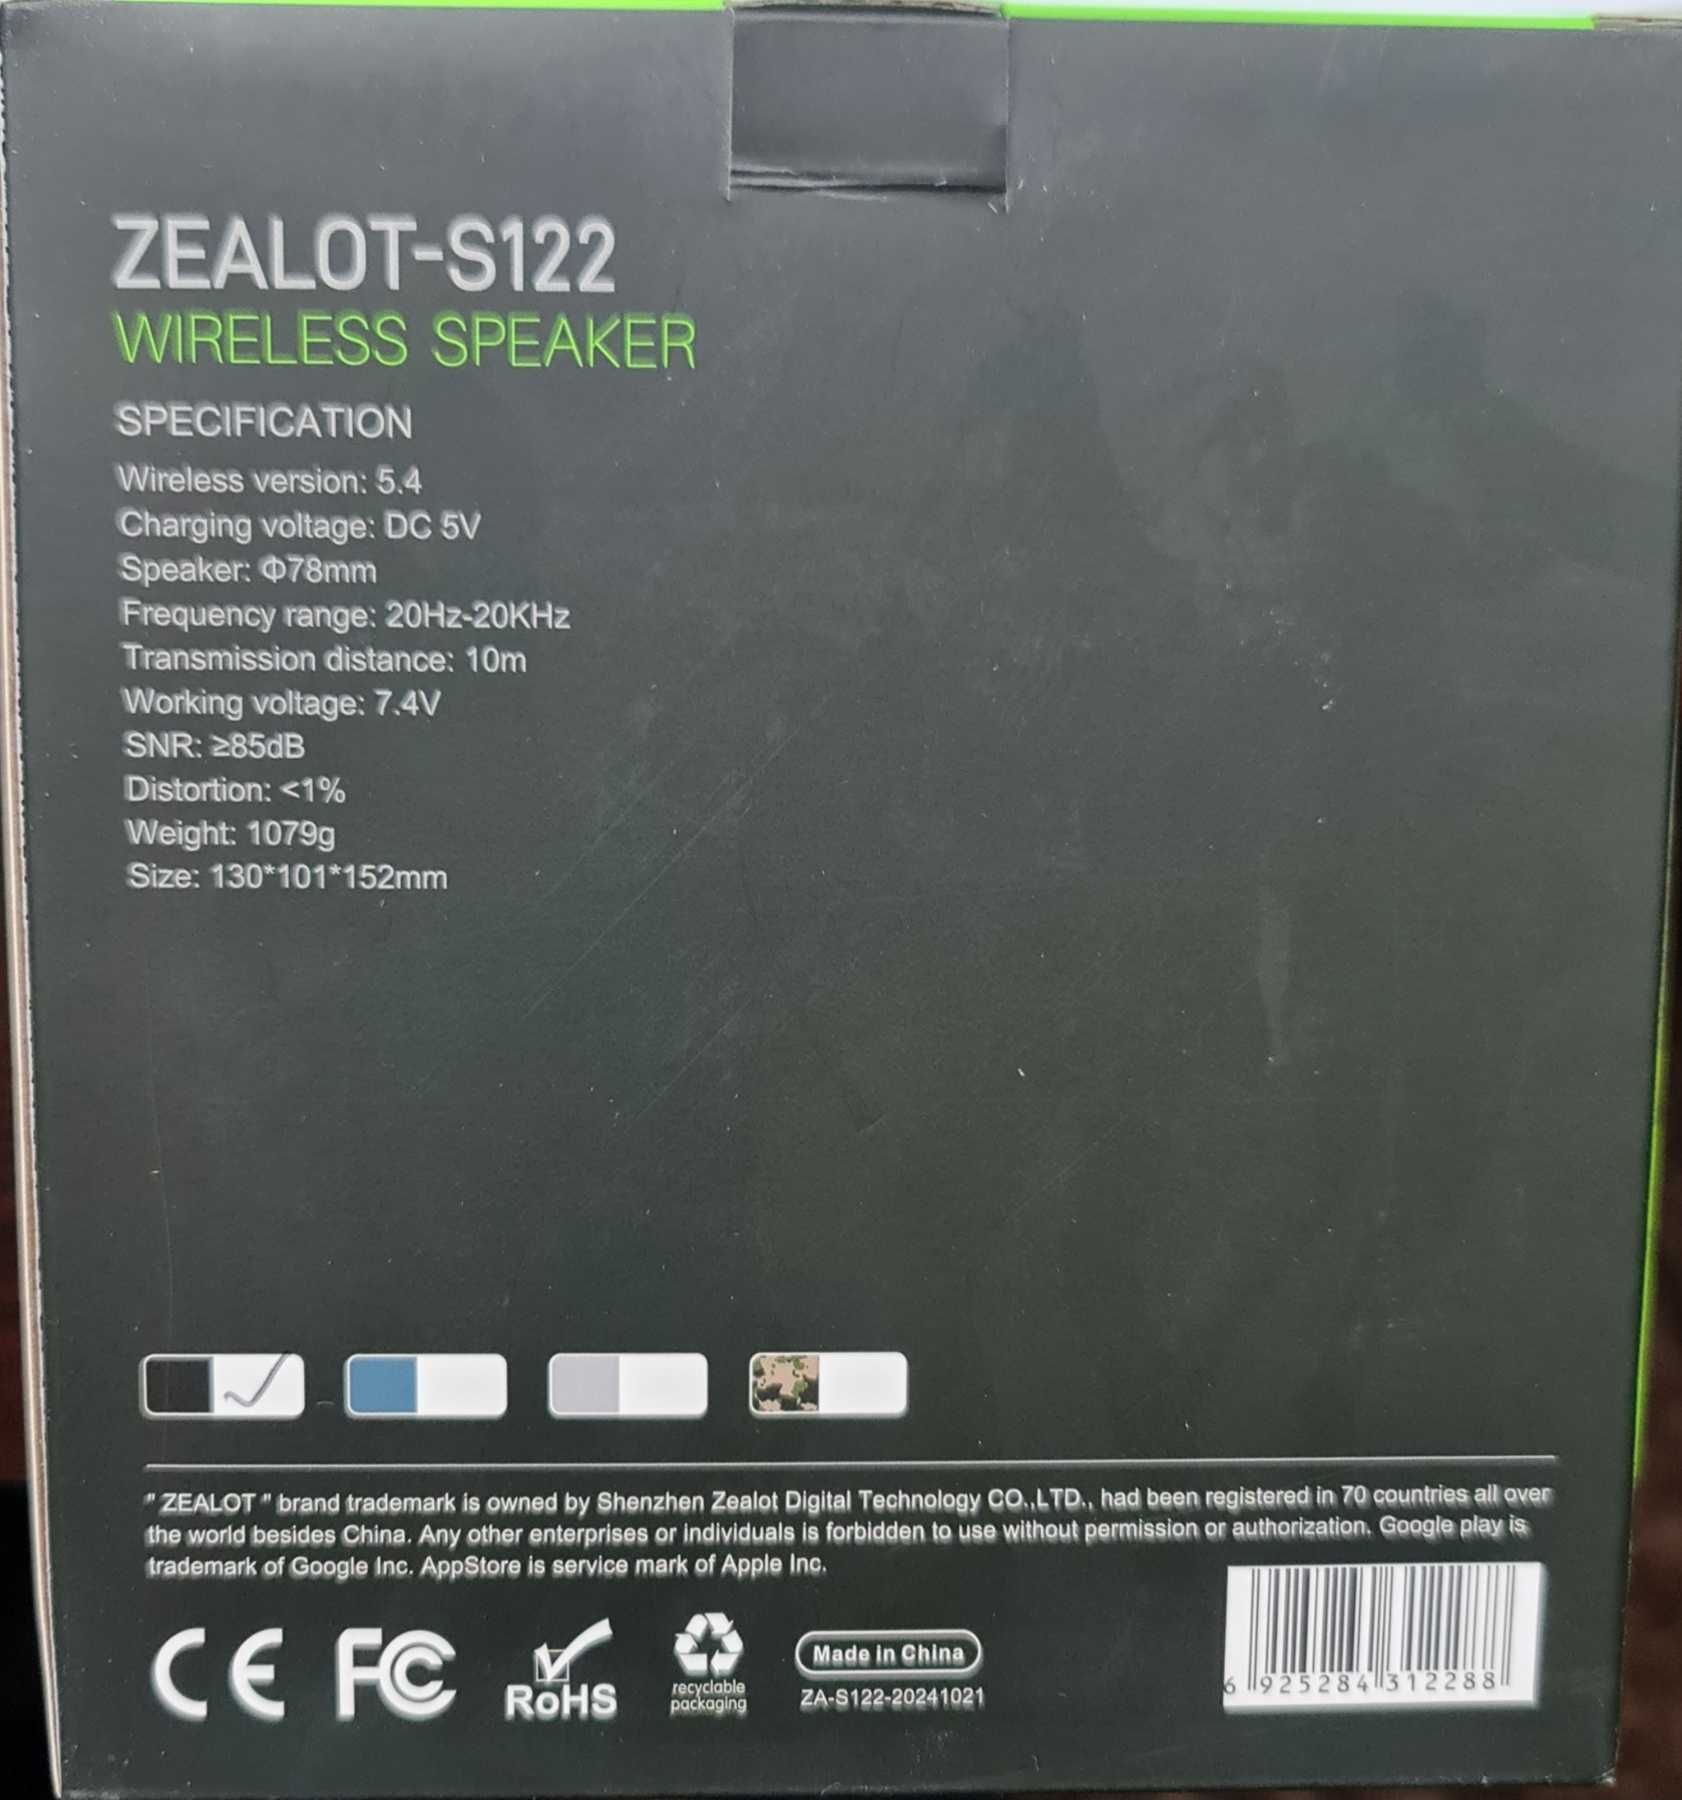 ZEALOT-S122
WIRELESS SPEAKER
SPECIFICATION
Wireless version: 5.4
Charging voltage: DC 5V
Speaker: Φ78mm
Frequency range: 20Hz-20KHz
Transmission distance: 10m
Working voltage: 7.4V
SNR: ≥85dB
Distortion: <1%
Weight: 1079g
Size: 130*101*152mm
" ZEALOT " brand trademark is owned by Shenzhen Zealot Digital Technology CO.,LTD., had been registered in 70 countries all over
the world besides China. Any other enterprises or individuals is forbidden to use without permission or authorization. Google play is
trademark of Google Inc. AppStore is service mark of Apple Inc.
CE FC
RoHS
recyclable
packaging
Made in China
ZA-S122-20241021
6 925284 312288